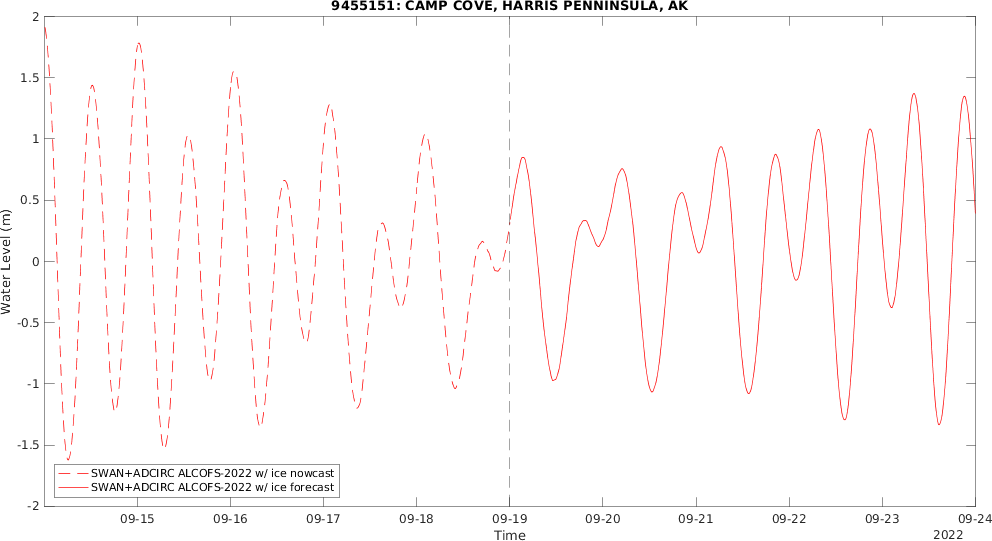 9455151: CAMP COVE, HARRIS PENNINSULA, AK
Water Level (m)
2
1.5
1
0.5
0
-0.5
-1
-1.5
-2
SWAN+ADCIRC ALCOFS-2022 w/ ice nowcast
SWAN+ADCIRC ALCOFS-2022 w/ ice forecast
09-15 09-16 09-17 09-18 09-19 09-20 09-21 09-22 09-23 09-24
Time
2022